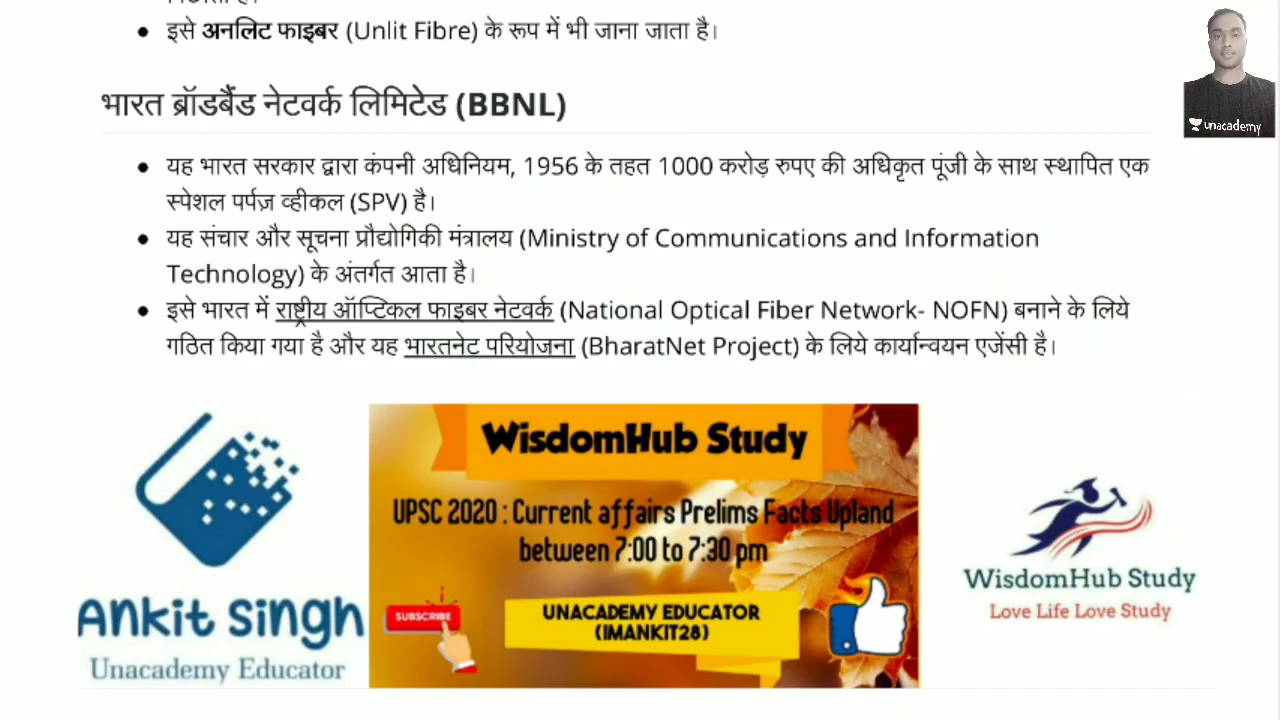 इसे अनलिट फाइबर (Unlit Fibre) के रूप में भी जाना जाता है।
unacademy
भारत ब्रॉडबैंड नेटवर्क लिमिटेड (BBNL)
यह भारत सरकार द्वारा कंपनी अधिनियम, 1956 के तहत 1000 करोड़ रुपए की अधिकृत पूंजी के साथ स्थापित एक
स्पेशल पर्पज़ व्हीकल (SPV) है।
यह संचार और सूचना प्रौद्योगिकी मंत्रालय (Ministry of Communications and Information
Technology) के अंतर्गत आता है।
इसे भारत में राष्ट्रीय ऑप्टिकल फाइबर नेटवर्क (National Optical Fiber Network- NOFN) बनाने के लिये
गठित किया गया है और यह भारतनेट परियोजना (BharatNet Project) के लिये कार्यान्वयन एजेंसी है।
Ankit Singh
Unacademy Educator
WisdomHub Study
UPSC 2020 : Current affairs Prelims Facts Upland
between 7:00 to 7:30 pm
SUBSCRIBE
UNACADEMY EDUCATOR
(IMANKIT28)
WisdomHub Study
Love Life Love Study